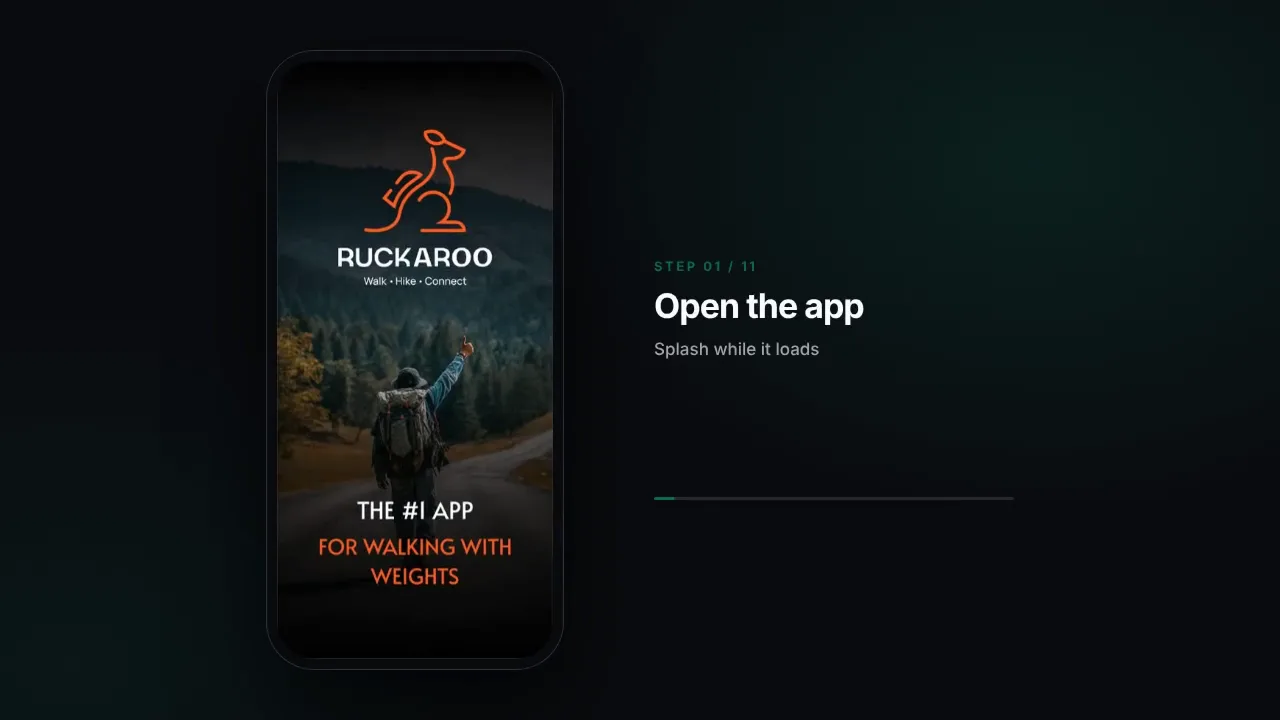 RUCKAROO
Walk • Hike • Connect
THE #1 APP
FOR WALKING WITH
WEIGHTS
STEP 01 / 11
Open the app
Splash while it loads